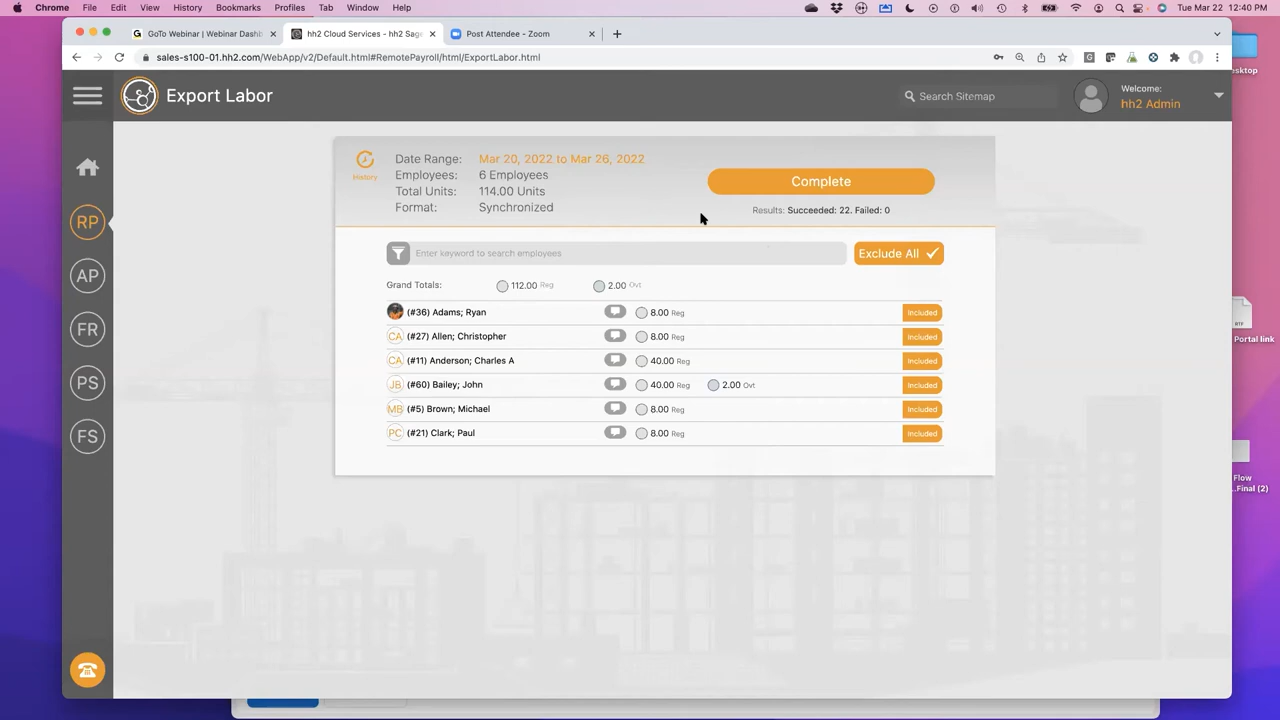 Chrome File Edit View History Bookmarks Profiles Tab Window Help Tue Mar 22 12:40 PM
GoTo Webinar | Webinar Dashb hh2 Cloud Services - hh2 Sage Post Attendee - Zoom
sales-s100-01.hh2.com/WebApp/v2/Default.html#RemotePayroll/html/ExportLabor.html
esktop
Export Labor
Search Sitemap
Welcome:
hh2 Admin
History
Date Range: Mar 20, 2022 to Mar 26, 2022
Employees: 6 Employees
Total Units: 114.00 Units
Format: Synchronized
Complete
Results: Succeeded: 22. Failed: 0
RP
AP
FR
PS
FS
Enter keyword to search employees
Exclude All
Grand Totals: 112.00 Reg 2.00 Ovt
(#36) Adams; Ryan 8.00 Reg Included
CA (#27) Allen; Christopher 8.00 Reg Included
CA (#11) Anderson; Charles A 40.00 Reg Included
JB (#60) Bailey; John 40.00 Reg 2.00 Ovt Included
MB (#5) Brown; Michael 8.00 Reg Included
PC (#21) Clark; Paul 8.00 Reg Included
RTF
Portal link
Flow
...Final (2)